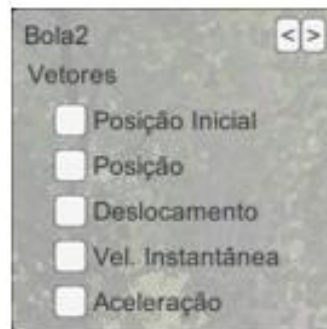 Bola2 < >
Vetores
Posição Inicial
Posição
Deslocamento
Vel. Instantânea
Aceleração